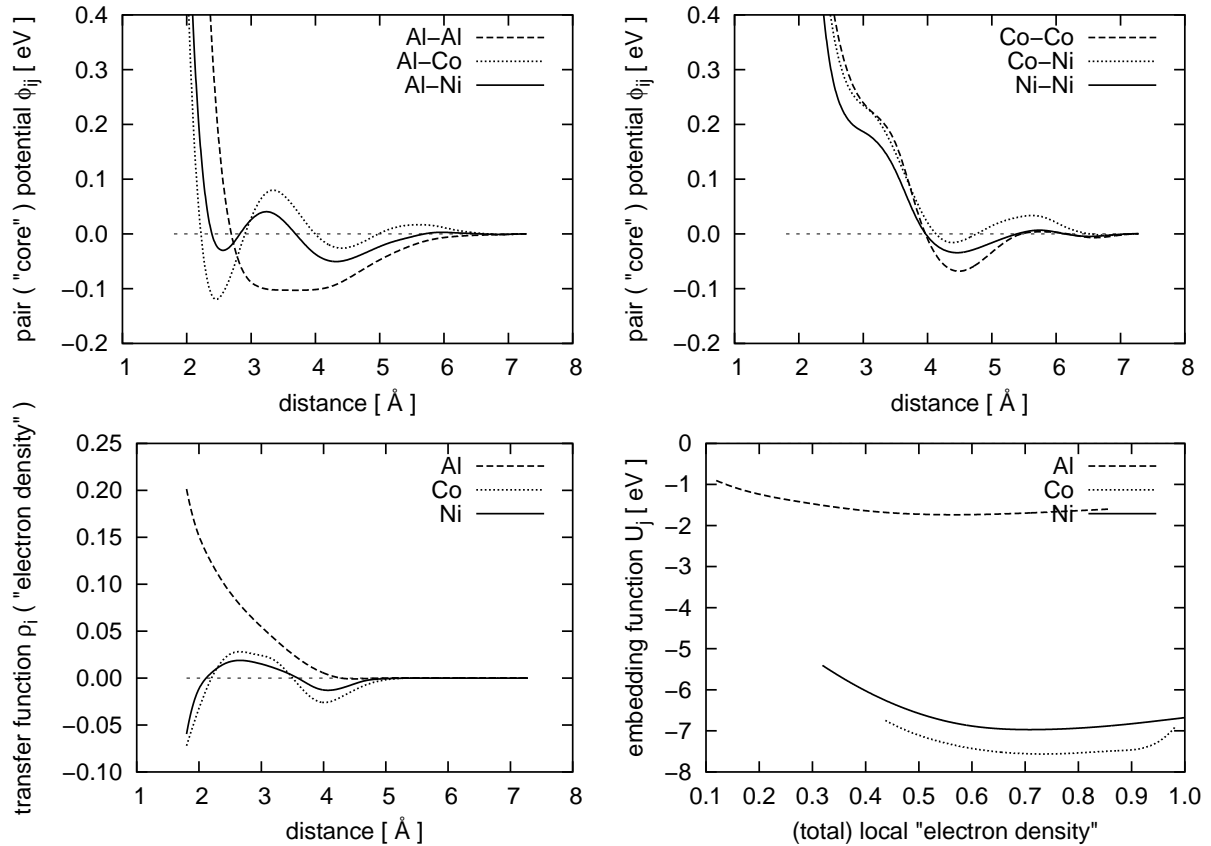 pair ( "core" ) potential ϕij [ eV ]
0.4
0.3
0.2
0.1
0.0
−0.1
−0.2
Al−Al
Al−Co
Al−Ni
1 2 3 4 5 6 7 8
distance [ Å ]
pair ( "core" ) potential ϕij [ eV ]
0.4
0.3
0.2
0.1
0.0
−0.1
−0.2
Co−Co
Co−Ni
Ni−Ni
1 2 3 4 5 6 7 8
distance [ Å ]
transfer function ρi ( "electron density" )
0.25
0.20
0.15
0.10
0.05
0.00
−0.05
−0.10
Al
Co
Ni
1 2 3 4 5 6 7 8
distance [ Å ]
embedding function Uj [ eV ]
0
−1
−2
−3
−4
−5
−6
−7
−8
Al
Co
Ni
0.1 0.2 0.3 0.4 0.5 0.6 0.7 0.8 0.9 1.0
(total) local "electron density"